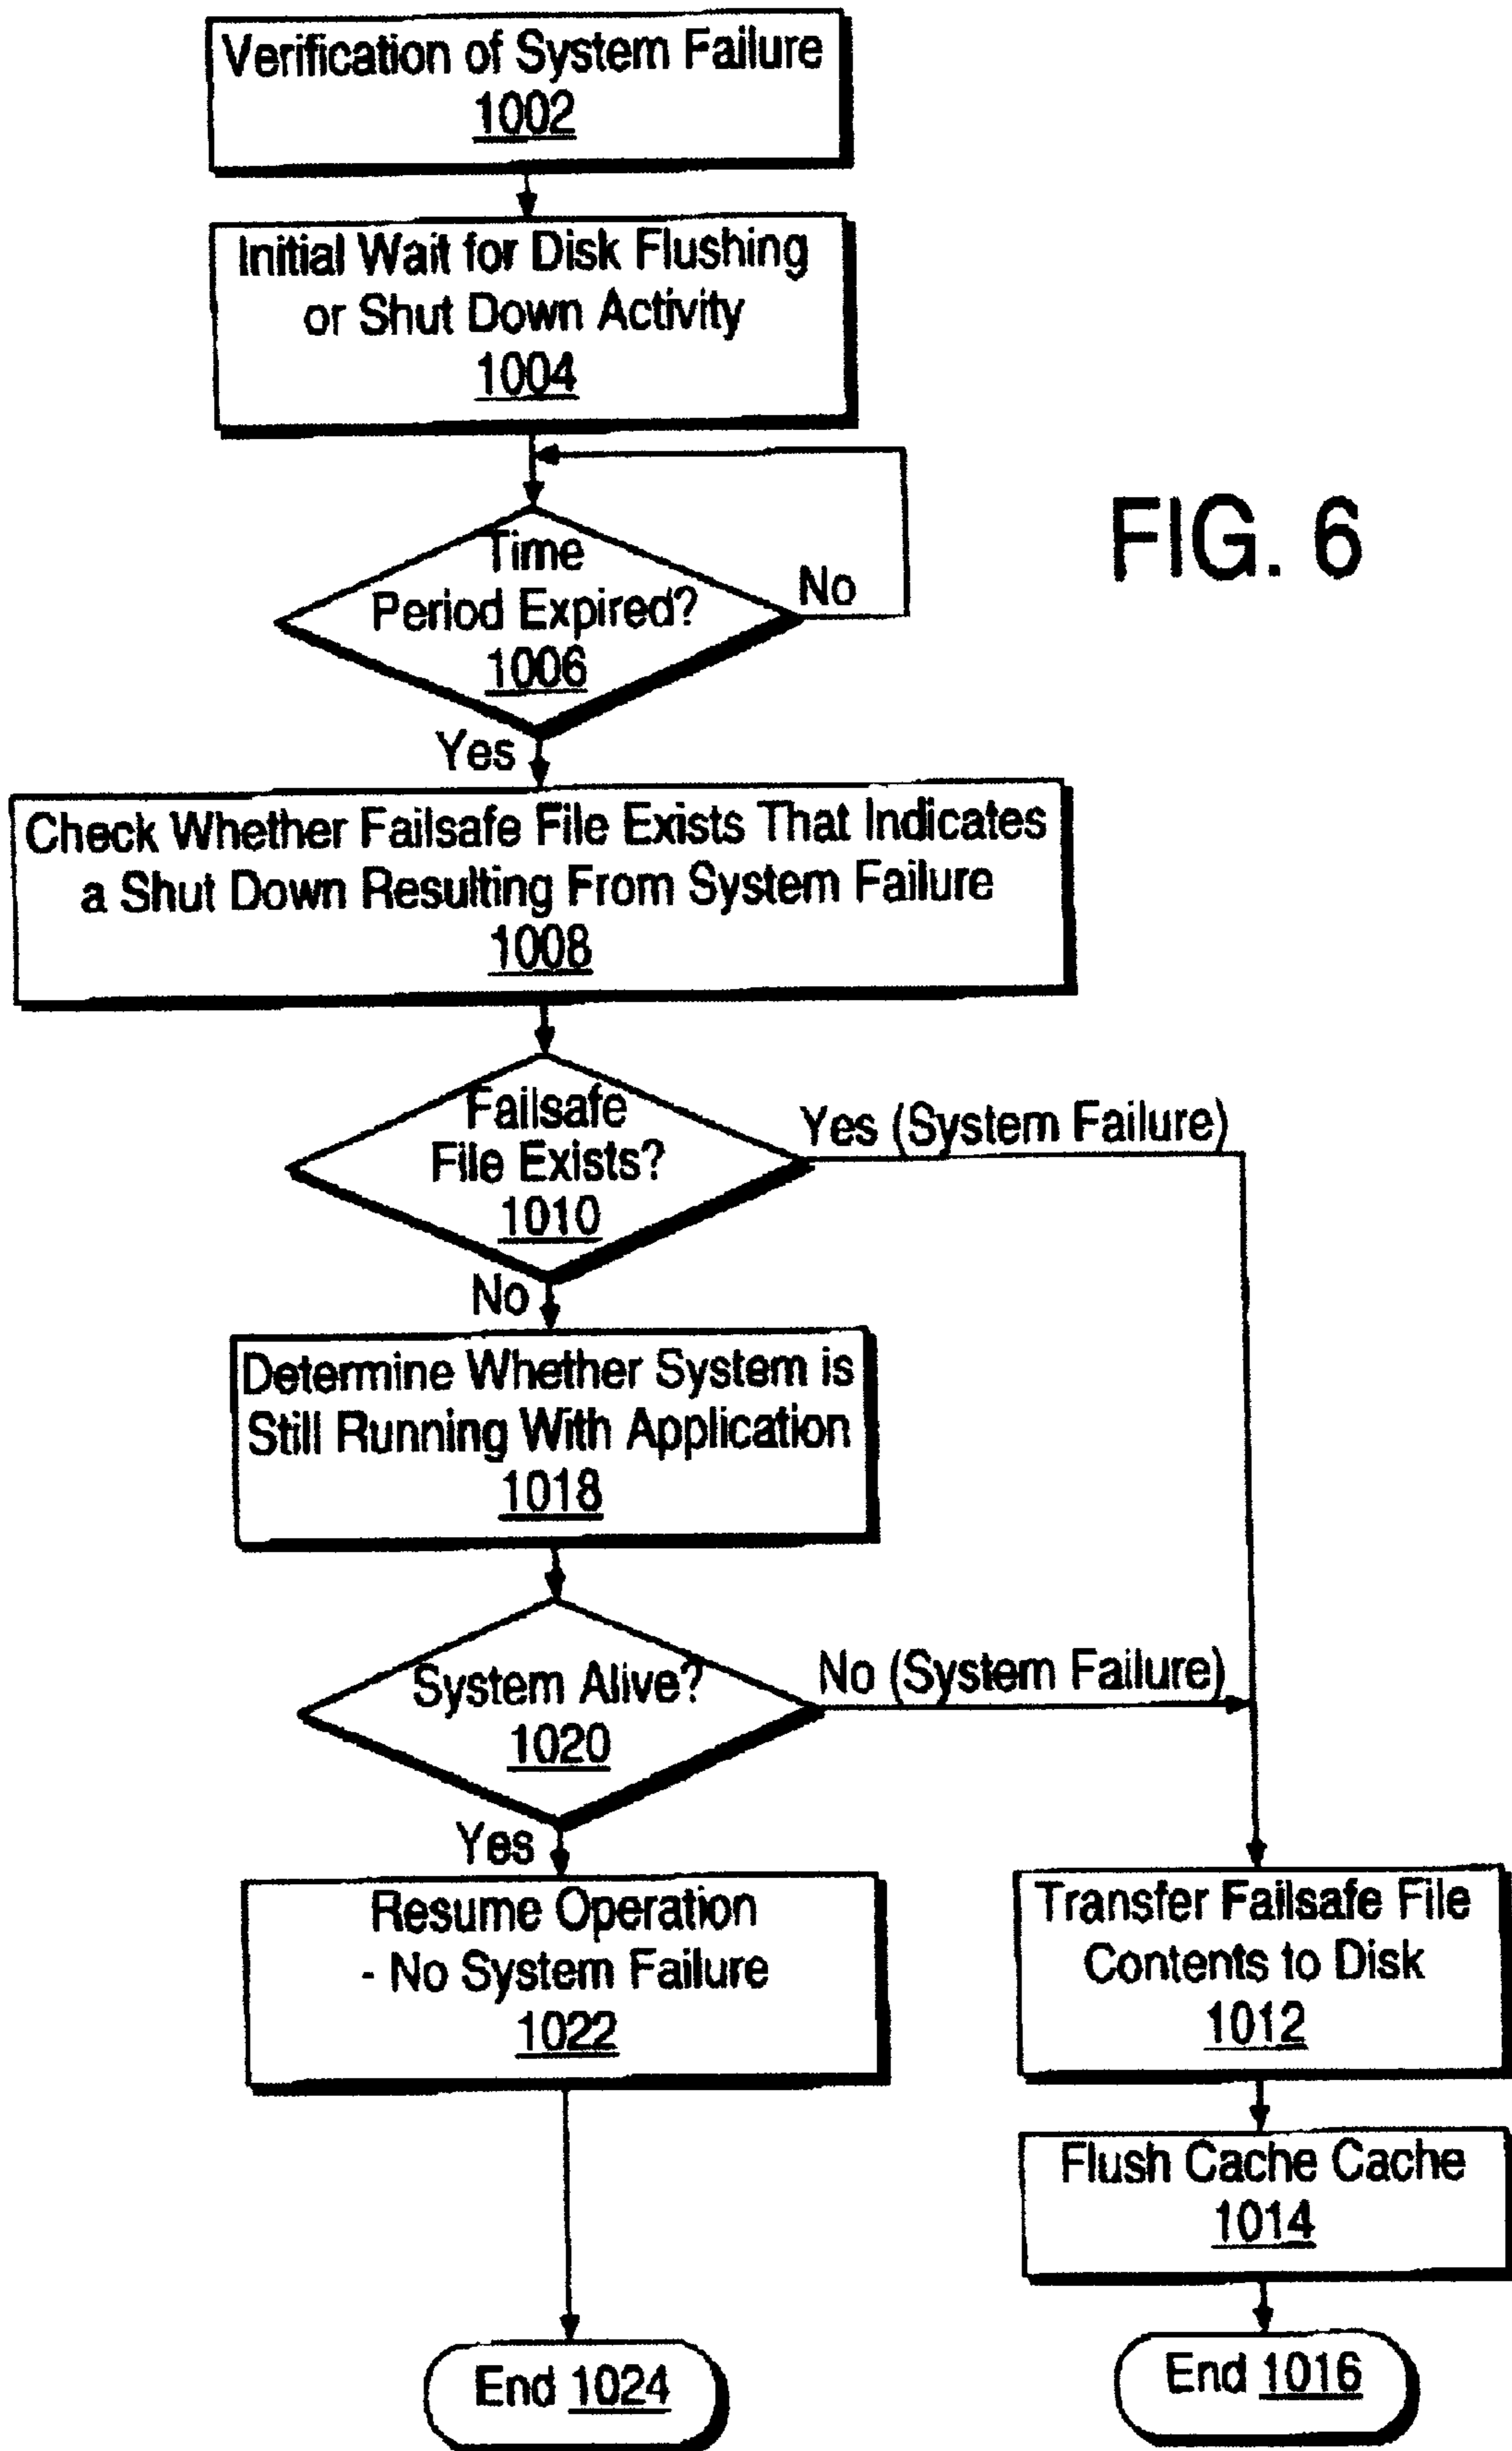 Verification of System Failure
1002
Initial Wait for Disk Flushing
or Shut Down Activity
1004
FIG. 6
Time
Period Expired?
1006
No
Yes
Check Whether Failsafe File Exists That Indicates
a Shut Down Resulting From System Failure
1008
Failsafe
File Exists?
1010
Yes (System Failure)
No
Determine Whether System is
Still Running With Application
1018
System Alive?
1020
No (System Failure)
Yes
Resume Operation
- No System Failure
1022
Transfer Failsafe File
Contents to Disk
1012
Flush Cache Cache
1014
End 1024
End 1016